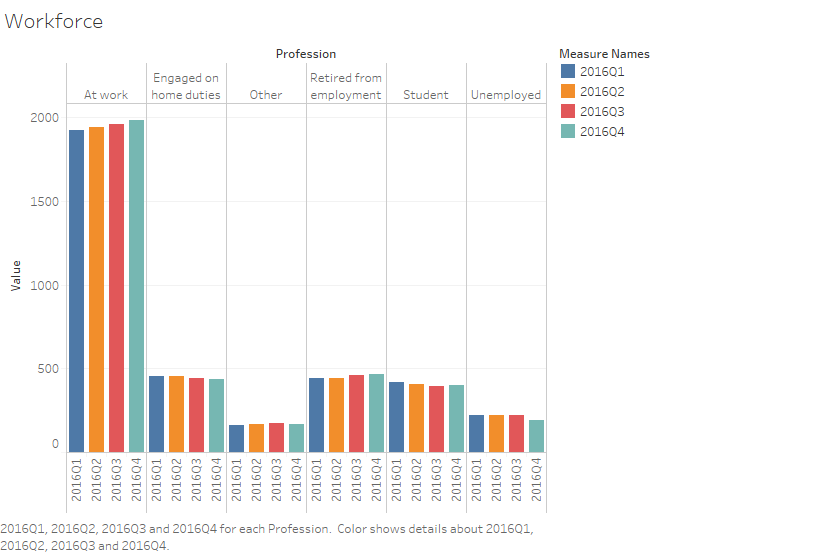 Workforce
Profession
Measure Names
2016Q1
2016Q2
2016Q3
2016Q4
At work
Engaged on
home duties
Other
Retired from
employment
Student
Unemployed
Value
2000
1500
1000
500
0
2016Q1
2016Q2
2016Q3
2016Q4
2016Q1
2016Q2
2016Q3
2016Q4
2016Q1
2016Q2
2016Q3
2016Q4
2016Q1
2016Q2
2016Q3
2016Q4
2016Q1
2016Q2
2016Q3
2016Q4
2016Q1
2016Q2
2016Q3
2016Q4
2016Q1, 2016Q2, 2016Q3 and 2016Q4 for each Profession.  Color shows details about 2016Q1,
2016Q2, 2016Q3 and 2016Q4.